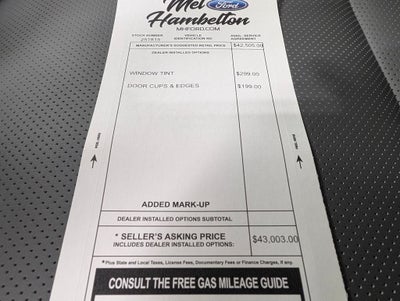 Mel Ford
Hambelton
MHFORD.COM
STOCK NUMBER VEHICLE IDENTIFICATION NO. AVAIL. SERVICE AGREEMENT
MANUFACTURER'S SUGGESTED RETAIL PRICE $42,505.00
DEALER INSTALLED OPTIONS
WINDOW TINT $299.00
DOOR CUPS & EDGES $199.00
ADDED MARK-UP
DEALER INSTALLED OPTIONS SUBTOTAL
* SELLER'S ASKING PRICE $43,003.00
INCLUDES DEALER INSTALLED OPTIONS:
*Plus State and Local Taxes, License Fees, Documentary Fees or Finance Charges, if any.
CONSULT THE FREE GAS MILEAGE GUIDE